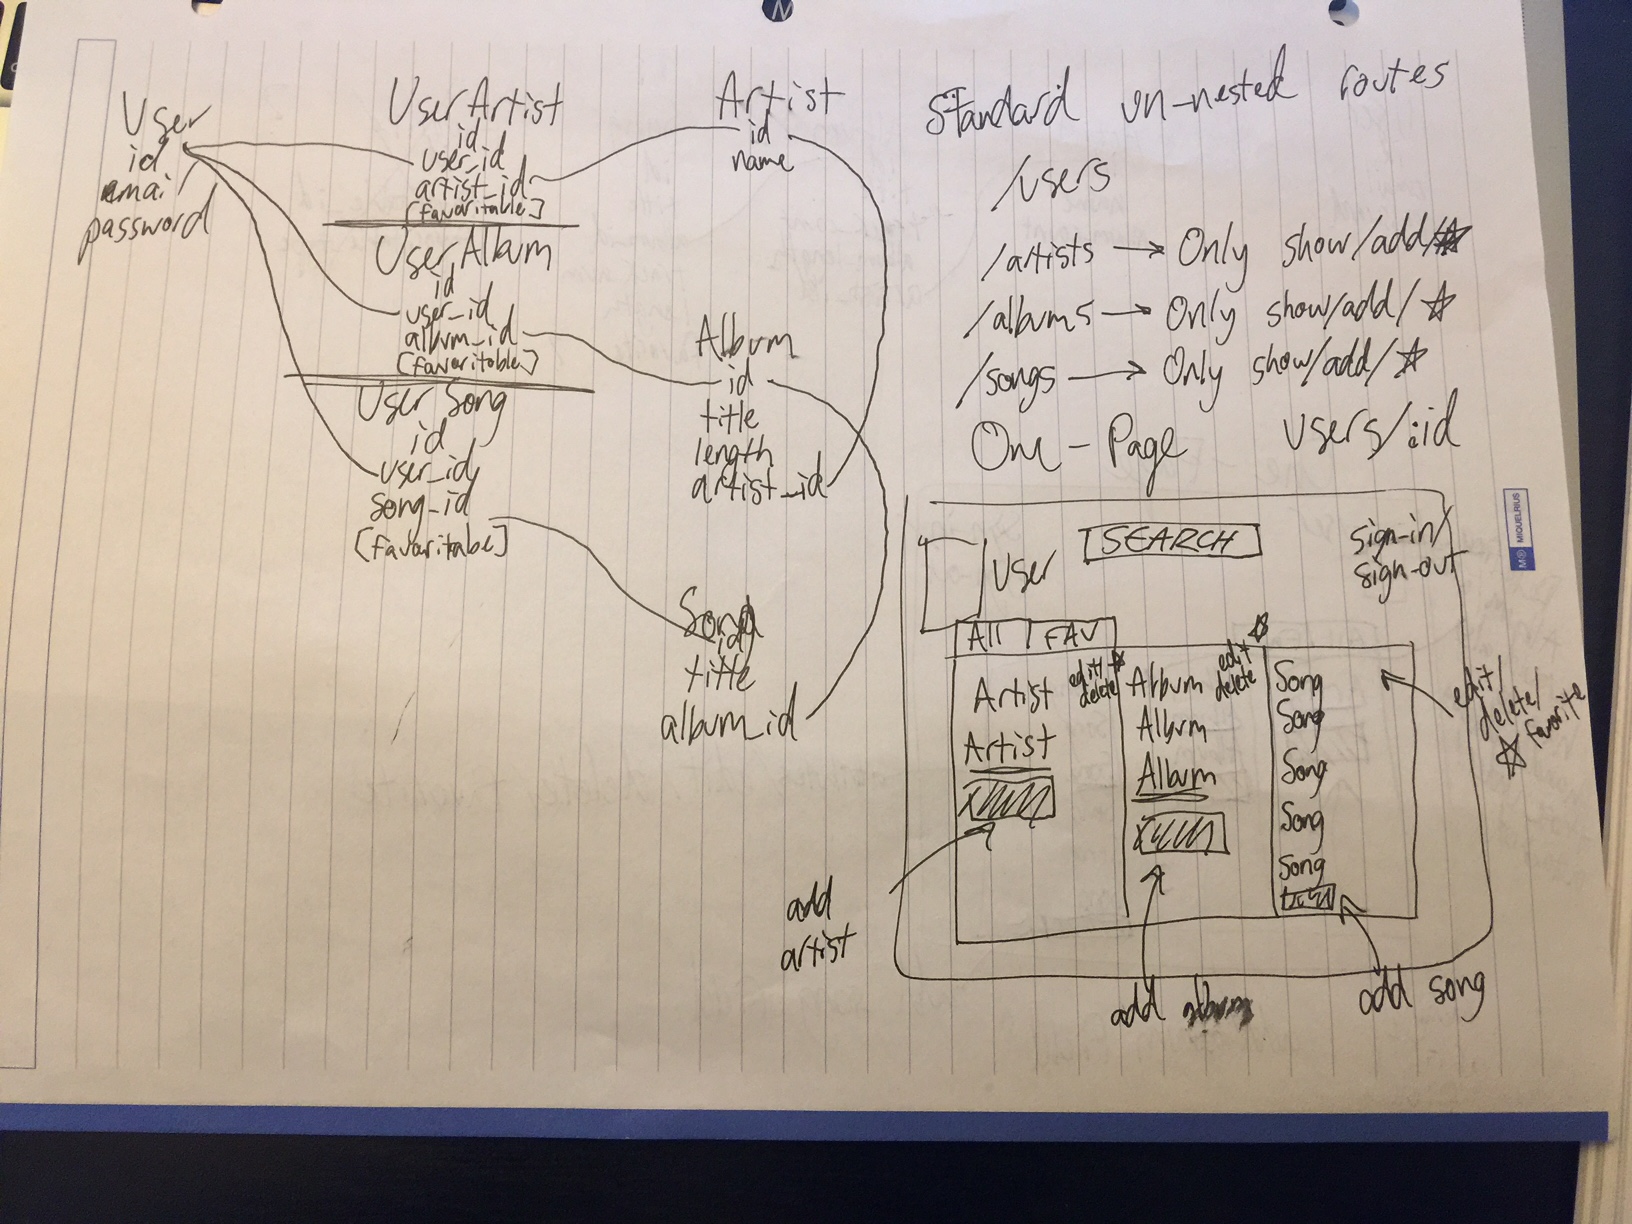 User
id
email
password
UserArtist
id
user_id
artist_id
[favoritable]
UserAlbum
id
user_id
album_id
[favoritable]
UserSong
id
user_id
song_id
[favoritable]
Artist
id
name
Album
id
title
length
artist_id
Song
id
title
album_id
Standard un-nested routes
/users
/artists → Only show/add/☆
/albums → Only show/add/☆
/songs → Only show/add/☆
One-Page users/:id
User
SEARCH
sign-in/
sign-out
All FAV
Artist edit delete ☆
Artist
Album edit delete ☆
Album
Album
Song
Song
Song
Song
Song
add
artist
add
add song
edit/
delete/
☆ favorite
M® MIQUELRIUS